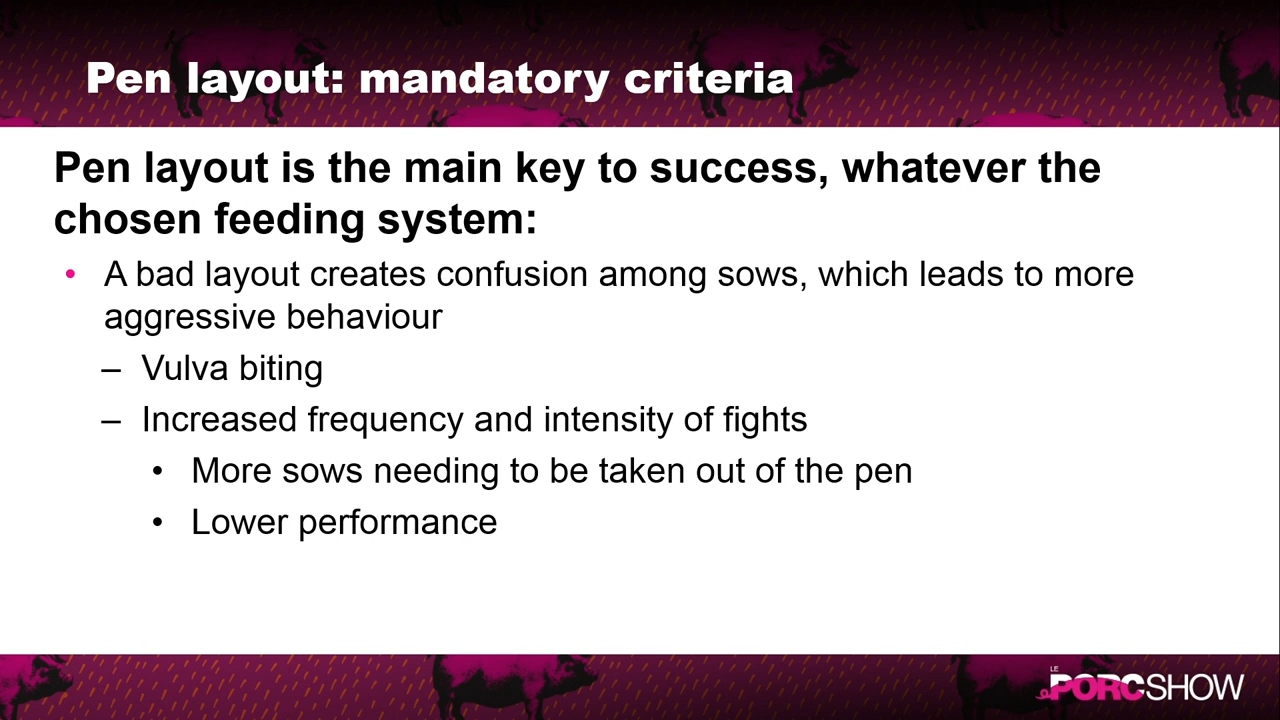 Pen layout: mandatory criteria
Pen layout is the main key to success, whatever the
chosen feeding system:
• A bad layout creates confusion among sows, which leads to more
aggressive behaviour
– Vulva biting
– Increased frequency and intensity of fights
• More sows needing to be taken out of the pen
• Lower performance
LE
PORCSHOW